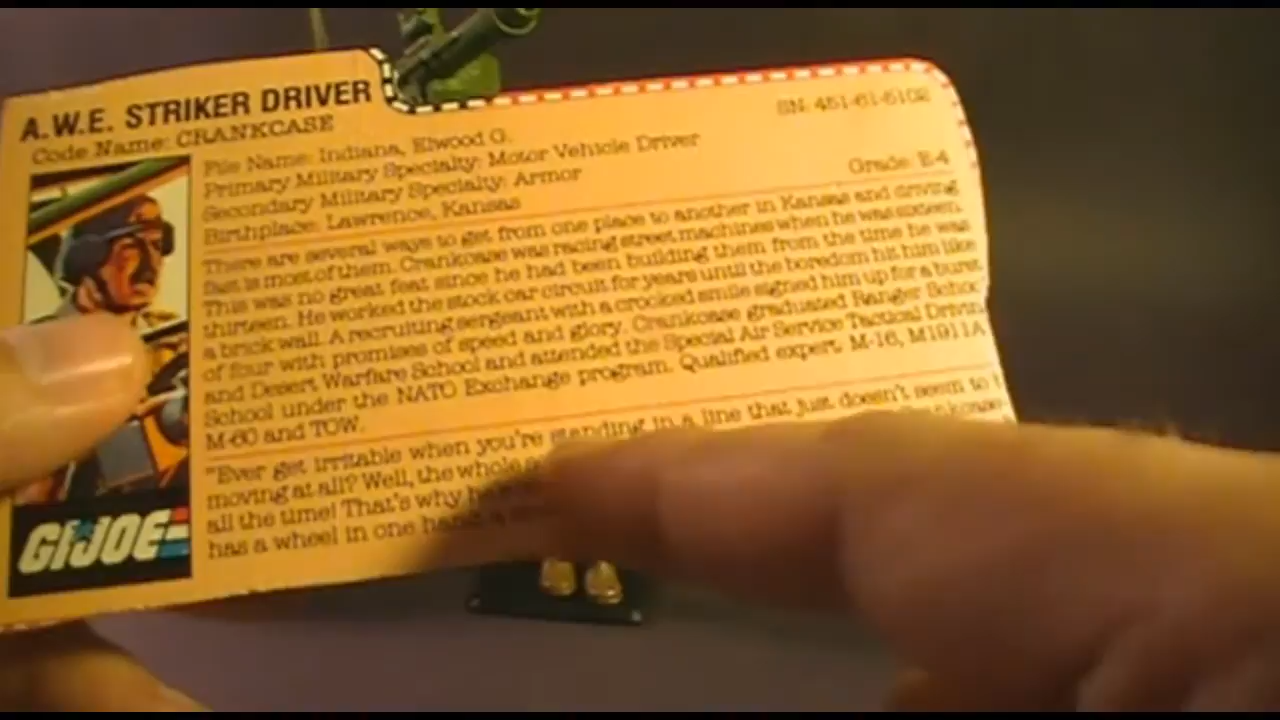 A.W.E. STRIKER DRIVER
Code Name: CRANKCASE
SN: 451-61-5102
File Name: Indiana, Elwood G.
Primary Military Specialty: Motor Vehicle Driver
Secondary Military Specialty: Armor
Grade: E-4
Birthplace: Lawrence, Kansas
There are several ways to get from one place to another in Kansas and driving
fast is most of them. Crankcase was racing street machines when he was sixteen.
This was no great feat since he had been building them from the time he was
thirteen. He worked the stock car circuit for years until the boredom hit him like
a brick wall. A recruiting sergeant with a crooked smile signed him up for a burst
of four with promises of speed and glory. Crankcase graduated Ranger Schoo
and Desert Warfare School and attended the Special Air Service Tactical Drivin
School under the NATO Exchange program. Qualified expert: M-16, M1911A
M-60 and TOW.
"Ever get irritable when you're standing in a line that just doesn't seem to
moving at all? Well, the whole
all the time! That's why
has a wheel in one hand
GI JOE